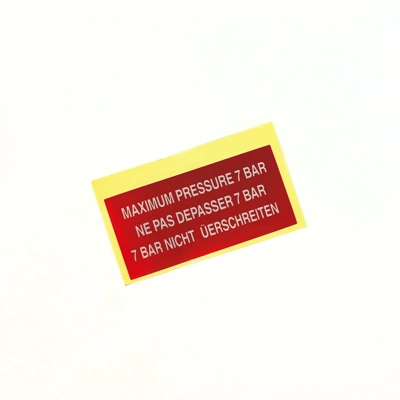 MAXIMUM PRESSURE 7 BAR
NE PAS DEPASSER 7 BAR
7 BAR NICHT ÜERSCHREITEN